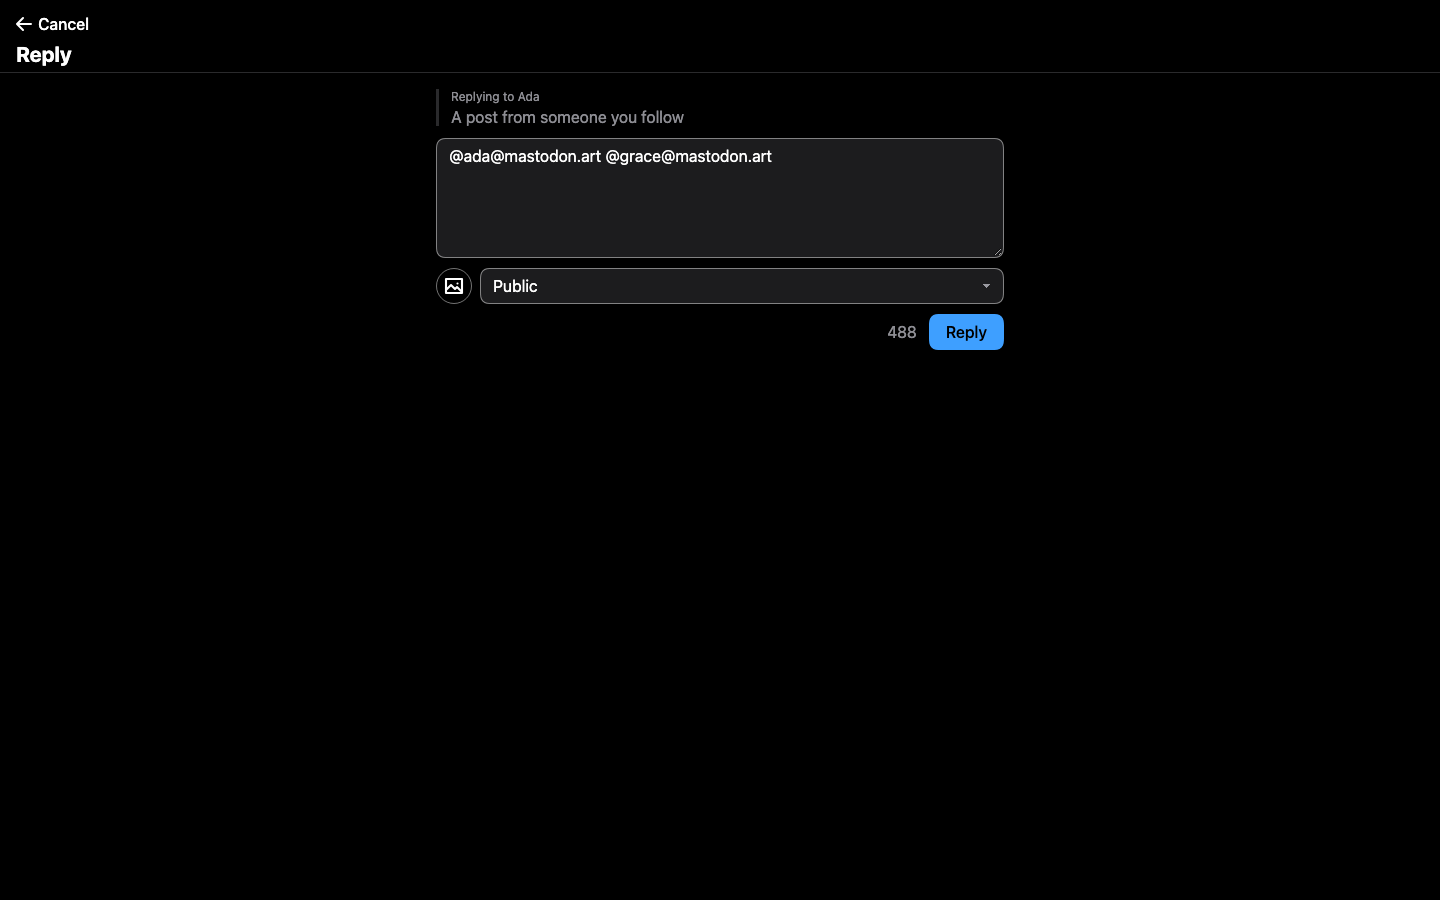 Cancel
Reply
Replying to Ada
A post from someone you follow
@ada@mastodon.art @grace@mastodon.art
Public
488
Reply